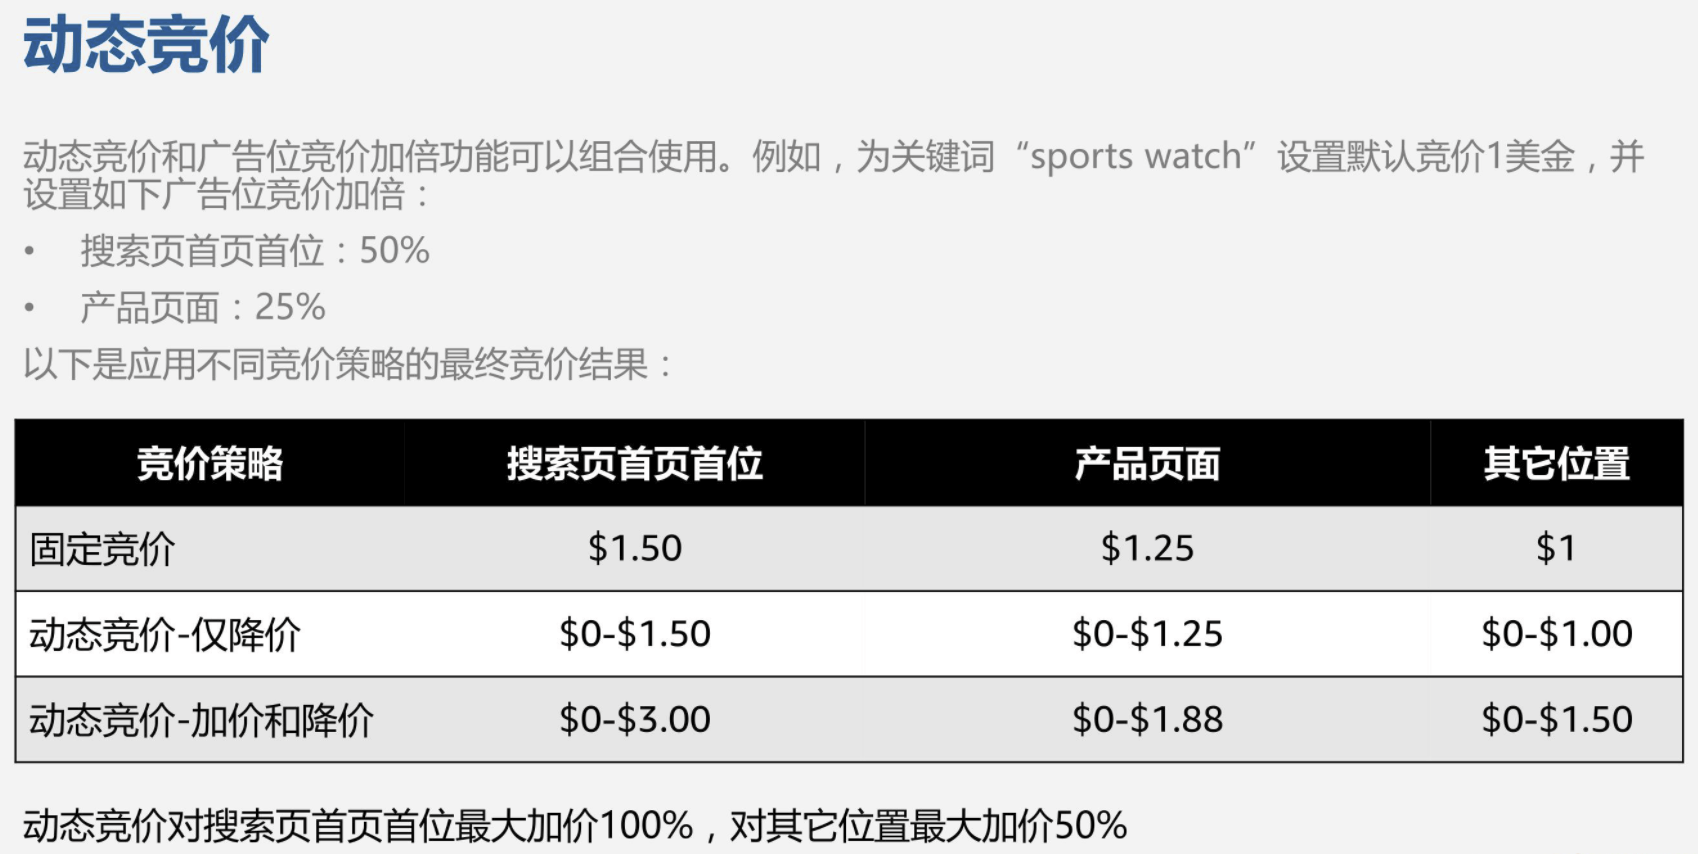 动态竞价
动态竞价和广告位竞价加倍功能可以组合使用。例如，为关键词“sports watch”设置默认竞价1美金，并
设置如下广告位竞价加倍：
• 搜索页首页首位：50%
• 产品页面：25%
以下是应用不同竞价策略的最终竞价结果：
竞价策略 搜索页首页首位 产品页面 其它位置
固定竞价 $1.50 $1.25 $1
动态竞价-仅降价 $0-$1.50 $0-$1.25 $0-$1.00
动态竞价-加价和降价 $0-$3.00 $0-$1.88 $0-$1.50
动态竞价对搜索页首页首位最大加价100%，对其它位置最大加价50%